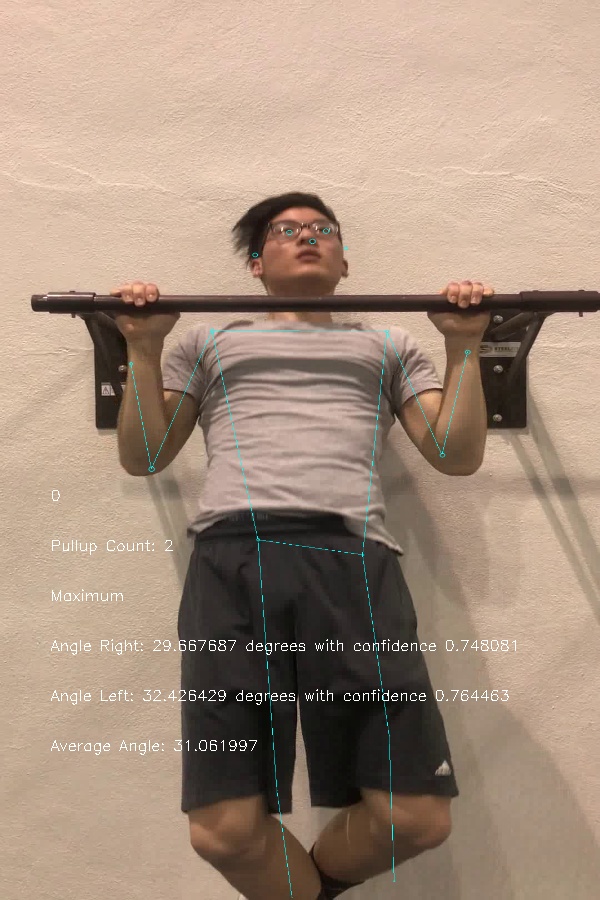 0
Pullup Count: 2
Maximum
Angle Right: 29.667687 degrees with confidence 0.748081
Angle Left: 32.426429 degrees with confidence 0.764463
Average Angle: 31.061997